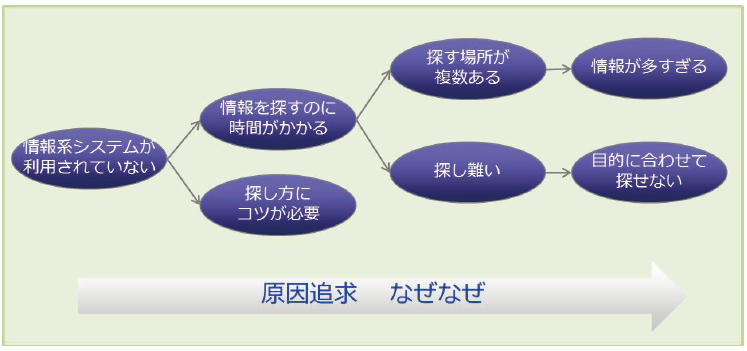 情報系システムが
利用されていない
情報を探すのに
時間がかかる
探し方に
コツが必要
探す場所が
複数ある
探し難い
情報が多すぎる
目的に合わせて
探せない
原因追求　なぜなぜ